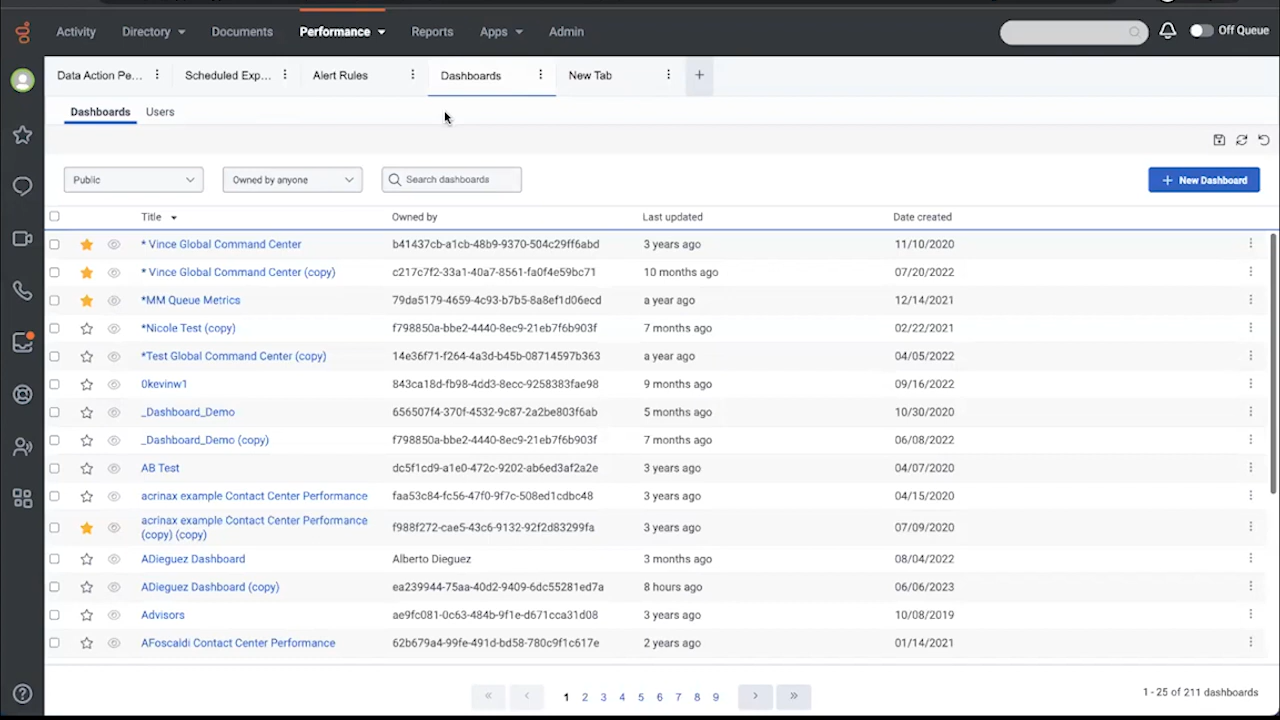 Activity Directory Documents Performance Reports Apps Admin Off Queue
Data Action Pe... Scheduled Exp... Alert Rules Dashboards New Tab +
Dashboards Users
Public Owned by anyone Search dashboards + New Dashboard
Title Owned by Last updated Date created
* Vince Global Command Center b41437cb-a1cb-48b9-9370-504c29ff6abd 3 years ago 11/10/2020
* Vince Global Command Center (copy) c217c7f2-33a1-40a7-8561-fa0f4e59bc71 10 months ago 07/20/2022
*MM Queue Metrics 79da5179-4659-4c93-b7b5-8a8ef1d06ecd a year ago 12/14/2021
*Nicole Test (copy) f798850a-bbe2-4440-8ec9-21eb7f6b903f 7 months ago 02/22/2021
*Test Global Command Center (copy) 14e36f71-f264-4a3d-b45b-08714597b363 a year ago 04/05/2022
0kevinw1 843ca18d-fb98-4dd3-8ecc-9258383fae98 9 months ago 09/16/2022
_Dashboard_Demo 656507f4-370f-4532-9c87-2a2be803f6ab 5 months ago 10/30/2020
_Dashboard_Demo (copy) f798850a-bbe2-4440-8ec9-21eb7f6b903f 7 months ago 06/08/2022
AB Test dc5f1cd9-a1e0-472c-9202-ab6ed3af2a2e 3 years ago 04/07/2020
acrinax example Contact Center Performance faa53c84-fc56-47f0-9f7c-508ed1cdbc48 3 years ago 04/15/2020
acrinax example Contact Center Performance
(copy) (copy) f988f272-cae5-43c6-9132-92f2d83299fa 3 years ago 07/09/2020
ADieguez Dashboard Alberto Dieguez 3 months ago 08/04/2022
ADieguez Dashboard (copy) ea239944-75aa-40d2-9409-6dc55281ed7a 8 hours ago 06/06/2023
Advisors ae9fc081-0c63-484b-9f1e-d671cca31d08 3 years ago 10/08/2019
AFoscaldi Contact Center Performance 62b679a4-99fe-491d-bd58-780c9f1c617e 2 years ago 01/14/2021
« ‹ 1 2 3 4 5 6 7 8 9 › » 1 - 25 of 211 dashboards